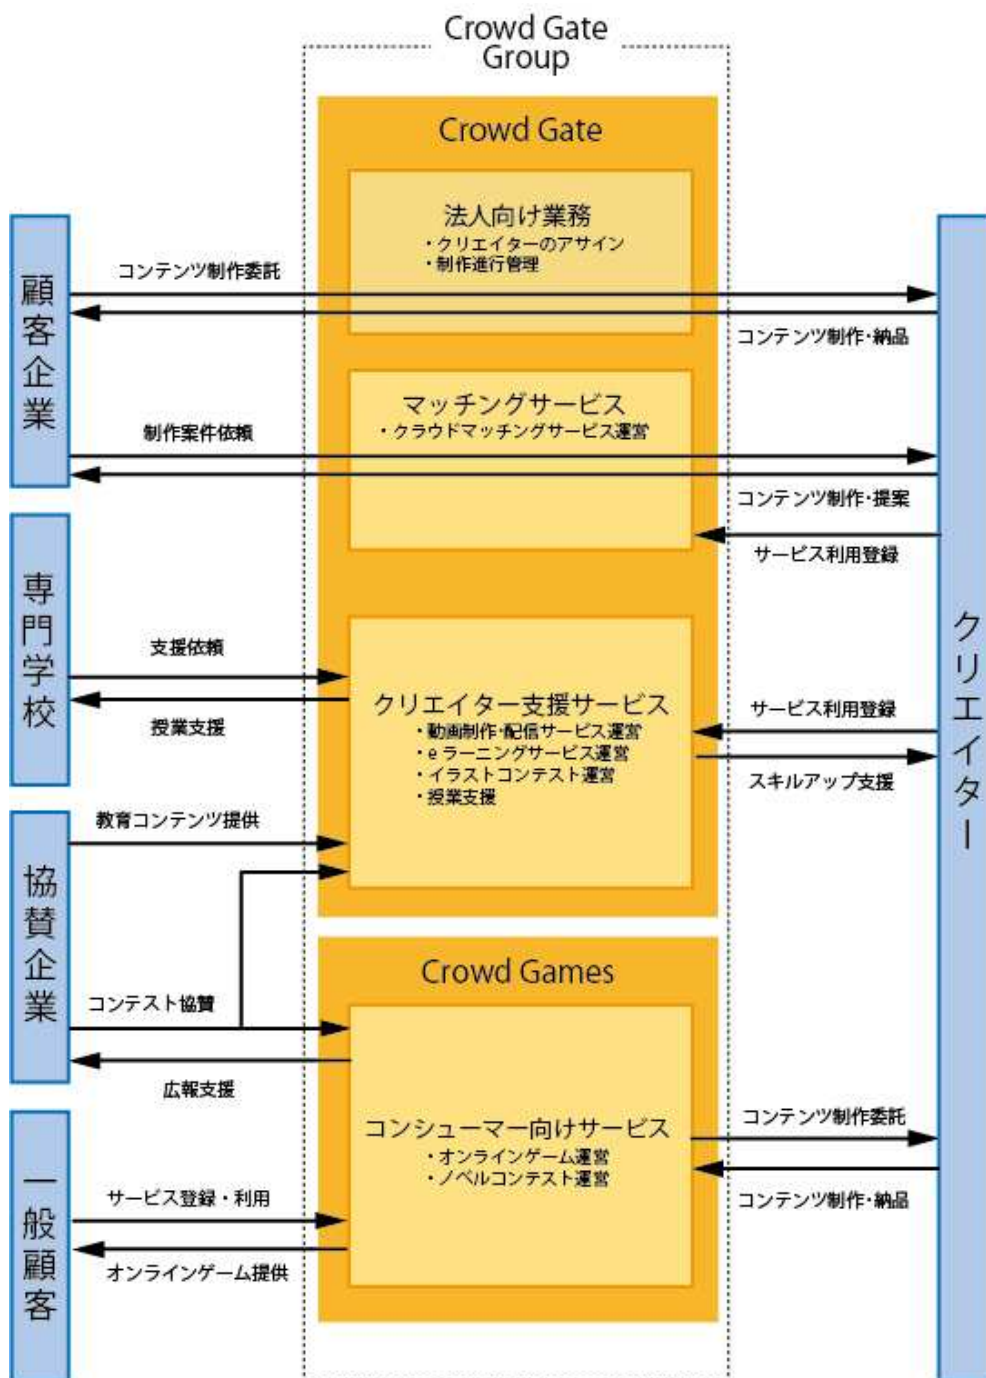 Crowd Gate
Group
Crowd Gate
法人向け業務
・クリエイターのアサイン
・制作進行管理
顧客企業
コンテンツ制作委託
コンテンツ制作・納品
マッチングサービス
・クラウドマッチングサービス運営
制作案件依頼
コンテンツ制作・提案
サービス利用登録
専門学校
支援依頼
授業支援
クリエイター支援サービス
・動画制作・配信サービス運営
・eラーニングサービス運営
・イラストコンテスト運営
・授業支援
サービス利用登録
スキルアップ支援
クリエイター
協賛企業
教育コンテンツ提供
コンテスト協賛
広報支援
Crowd Games
コンシューマー向けサービス
・オンラインゲーム運営
・ノベルコンテスト運営
コンテンツ制作委託
コンテンツ制作・納品
一般顧客
サービス登録・利用
オンラインゲーム提供